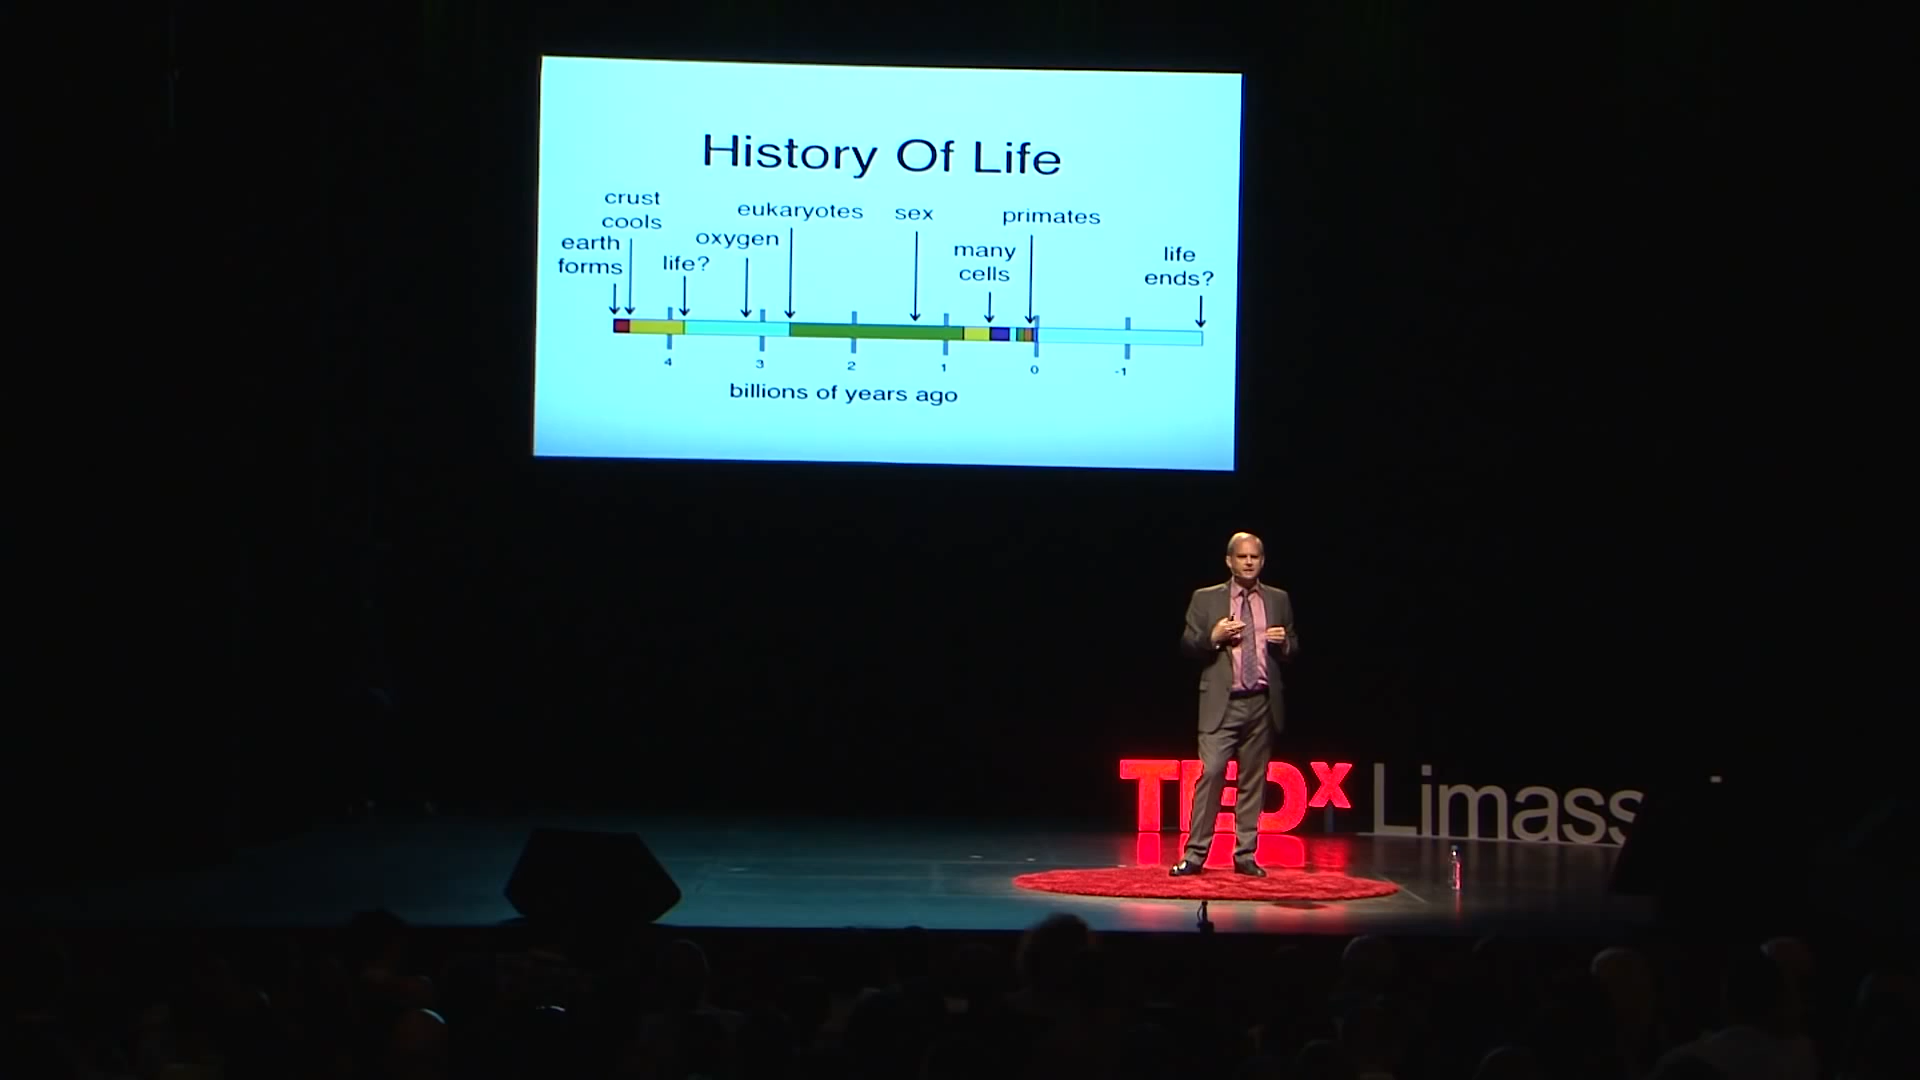 History Of Life
crust
cools
eukaryotes
sex
primates
earth
forms
oxygen
life?
many
cells
life
ends?
4 3 2 1 0 -1
billions of years ago
TEDx Limass